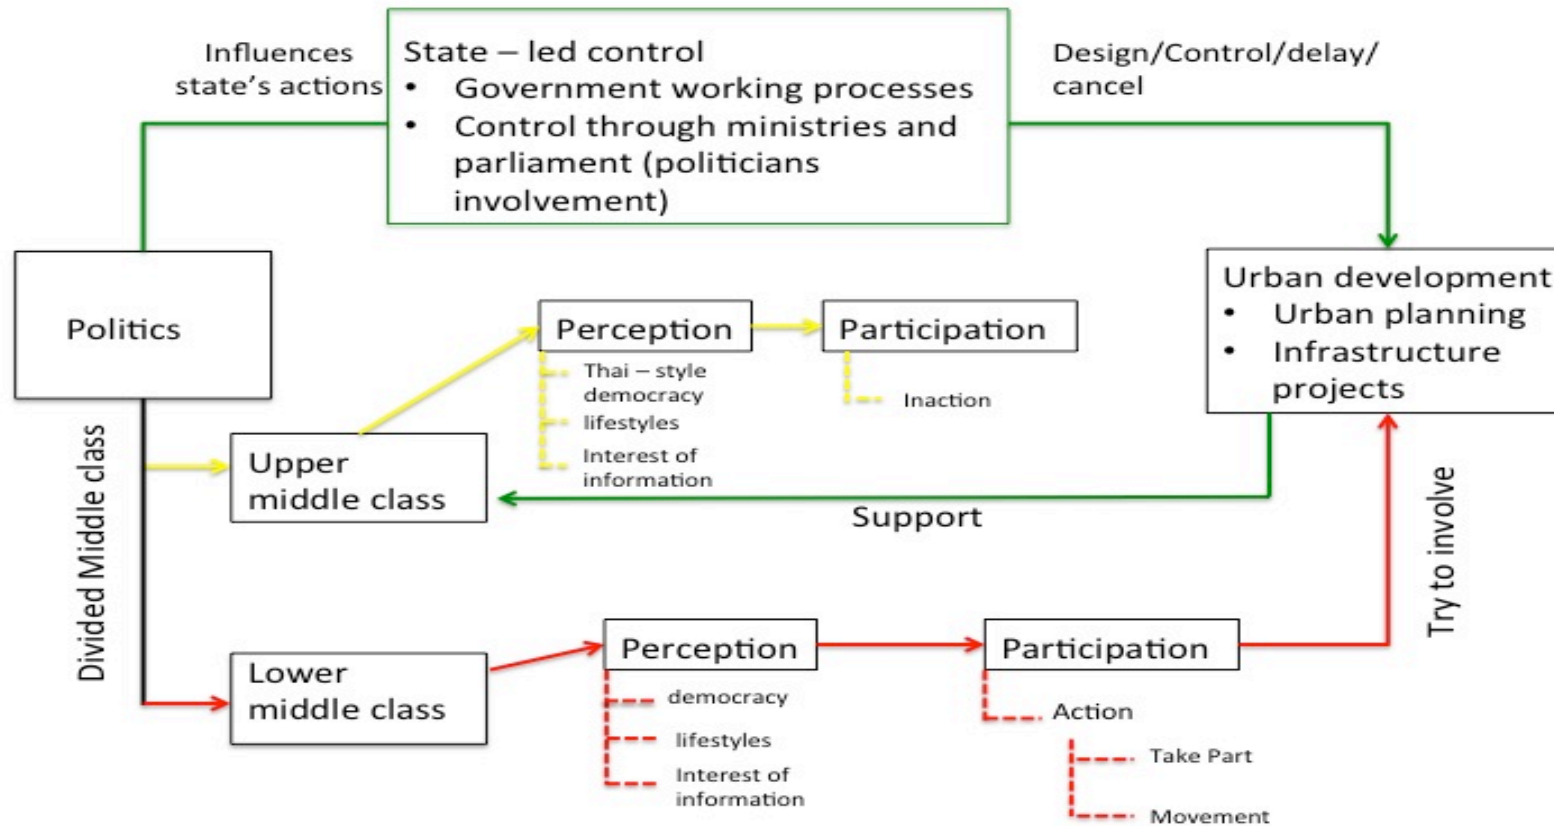 Influences
state's actions
State – led control
• Government working processes
• Control through ministries and
parliament (politicians
involvement)
Design/Control/delay/
cancel
Politics
Urban development
• Urban planning
• Infrastructure
projects
Perception
Participation
Thai – style
democracy
lifestyles
Interest of
information
Inaction
Divided Middle class
Upper
middle class
Support
Try to involve
Lower
middle class
Perception
Participation
democracy
lifestyles
Interest of
information
Action
Take Part
Movement